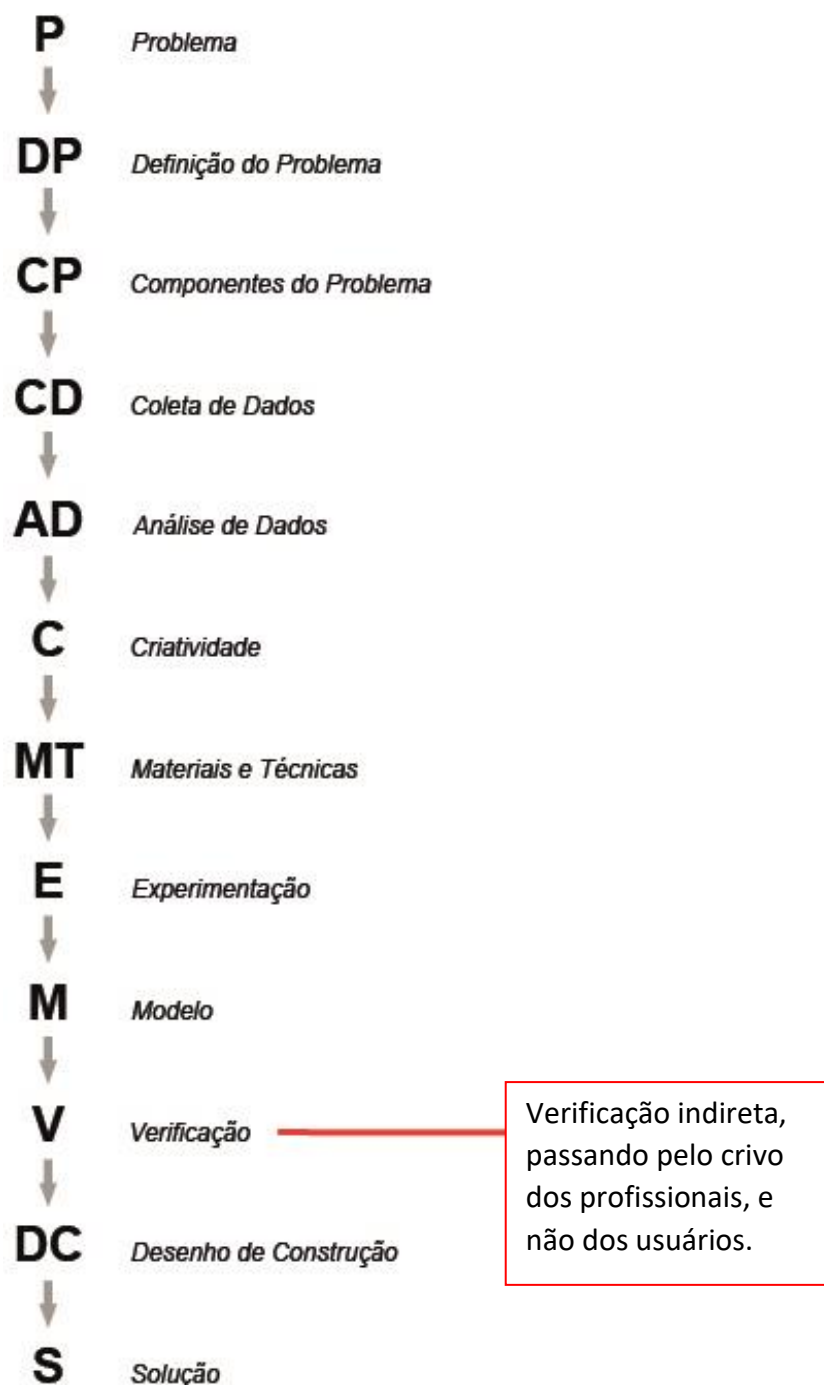 P Problema
DP Definição do Problema
CP Componentes do Problema
CD Coleta de Dados
AD Análise de Dados
C Criatividade
MT Materiais e Técnicas
E Experimentação
M Modelo
V Verificação
Verificação indireta,
passando pelo crivo
dos profissionais, e
não dos usuários.
DC Desenho de Construção
S Solução